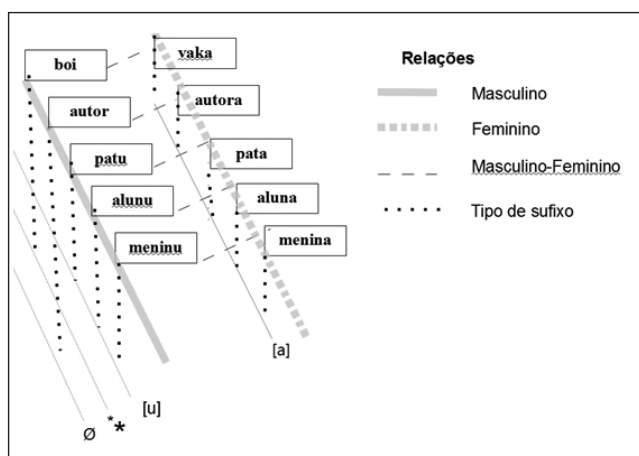 boi
vaka
autor
autora
patu
pata
alunu
aluna
meninu
menina
[a]
[u]
* *
Ø
Relações
Masculino
Feminino
Masculino-Feminino
Tipo de sufixo